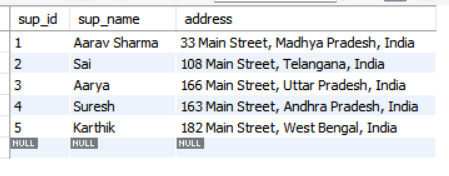 sup_id sup_name address
1 Aarav Sharma 33 Main Street, Madhya Pradesh, India
2 Sai 108 Main Street, Telangana, India
3 Aarya 166 Main Street, Uttar Pradesh, India
4 Suresh 163 Main Street, Andhra Pradesh, India
5 Karthik 182 Main Street, West Bengal, India
NULL NULL NULL